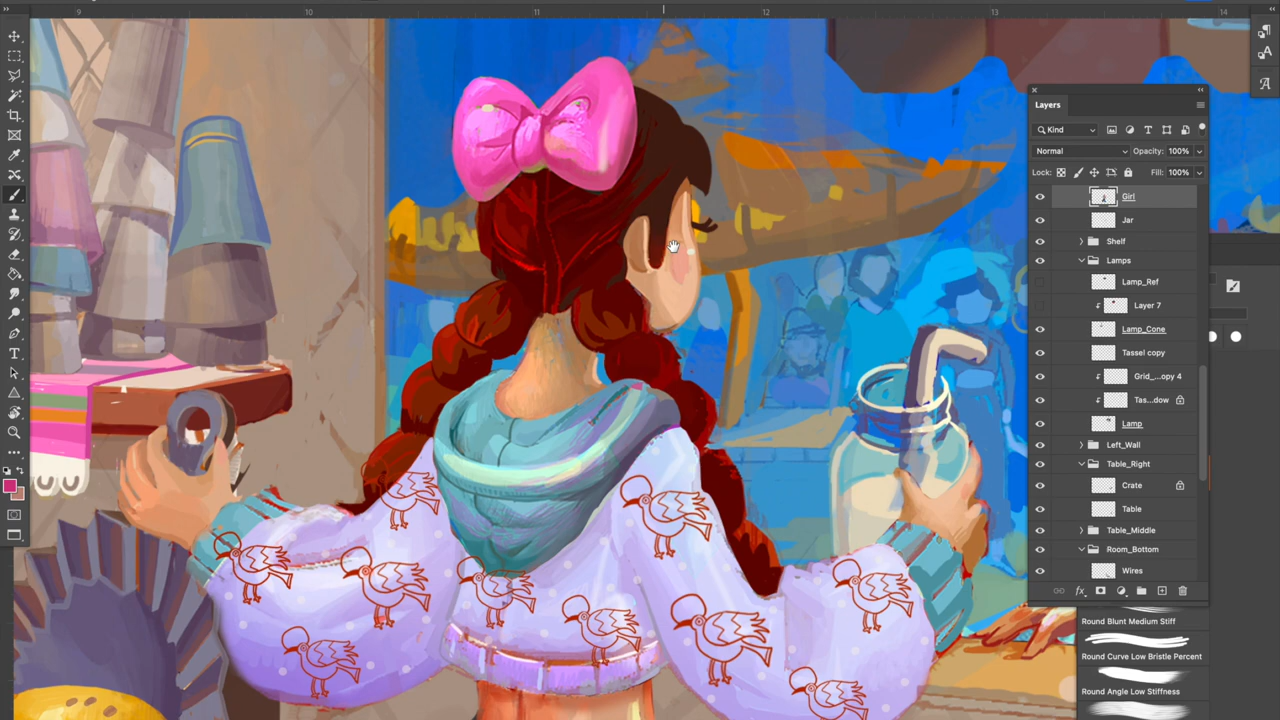 9 10 11 12 13 14
Layers
Kind
Normal Opacity: 100%
Lock: Fill: 100%
Girl
Jar
Shelf
Lamps
Lamp_Ref
Layer 7
Lamp_Cone
Tassel copy
Grid_...opy 4
Tas...dow
Lamp
Left_Wall
Table_Right
Crate
Table
Table_Middle
Room_Bottom
Wires
fx
Round Blunt Medium Stiff
Round Curve Low Bristle Percent
Round Angle Low Stiffness